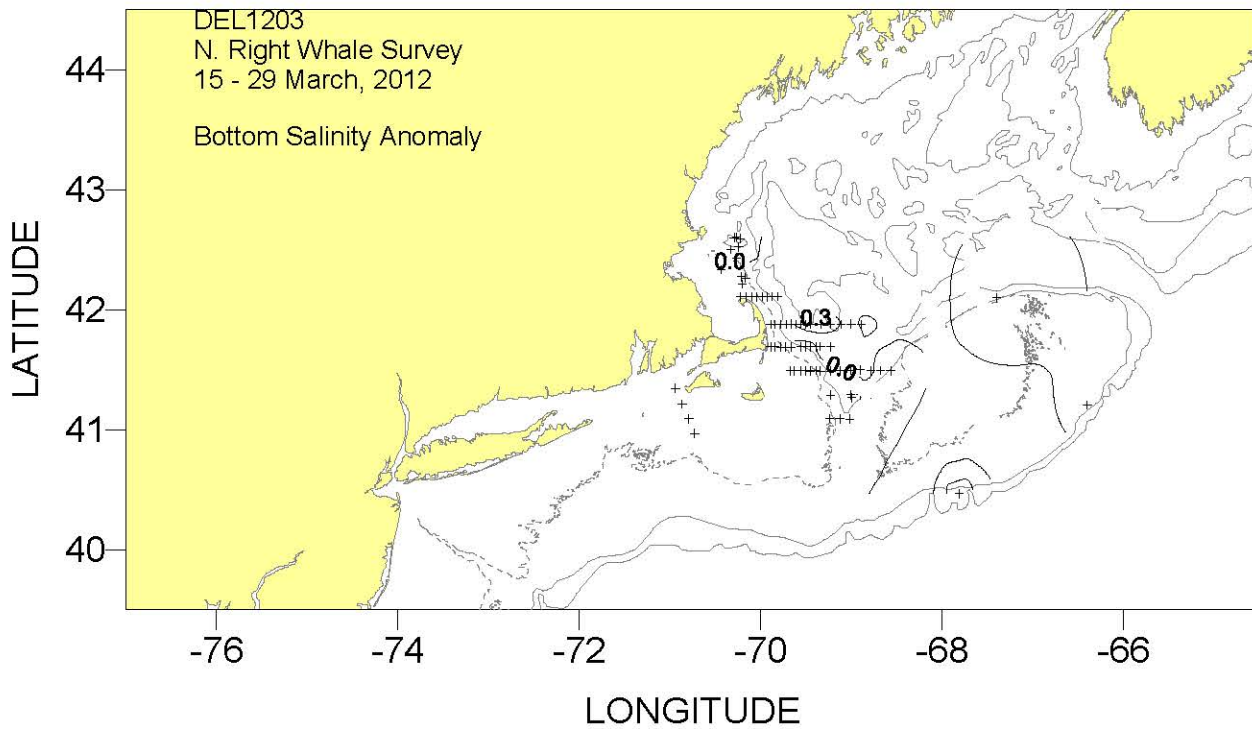 DEL1203
N. Right Whale Survey
15 - 29 March, 2012
Bottom Salinity Anomaly
44
43
0.0
42
0.3
0.0
41
40
LATITUDE
-76 -74 -72 -70 -68 -66
LONGITUDE